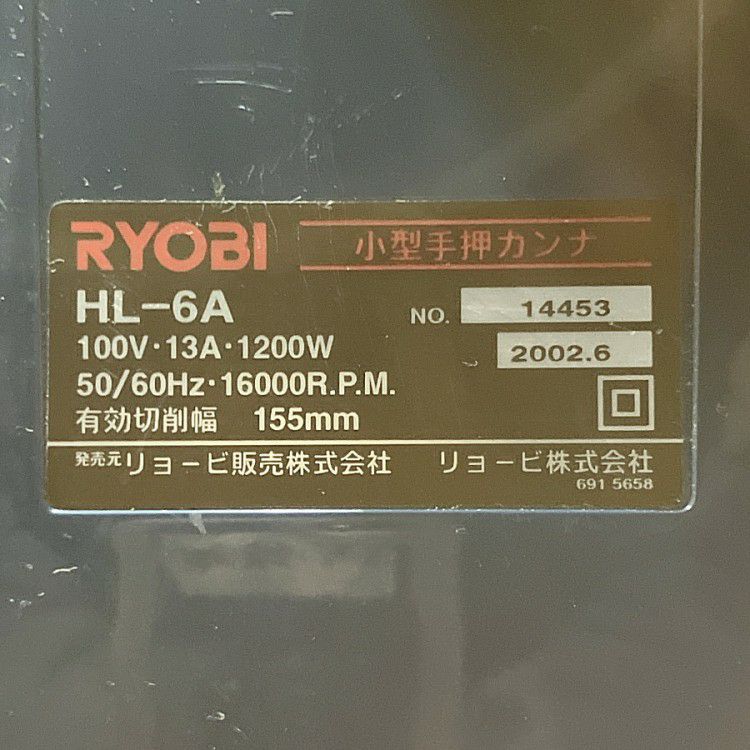 RYOBI 小型手押カンナ
HL-6A NO. 14453
100V·13A·1200W 2002.6
50/60Hz·16000R.P.M.
有効切削幅 155mm
発売元 リョービ販売株式会社 リョービ株式会社
691 5658